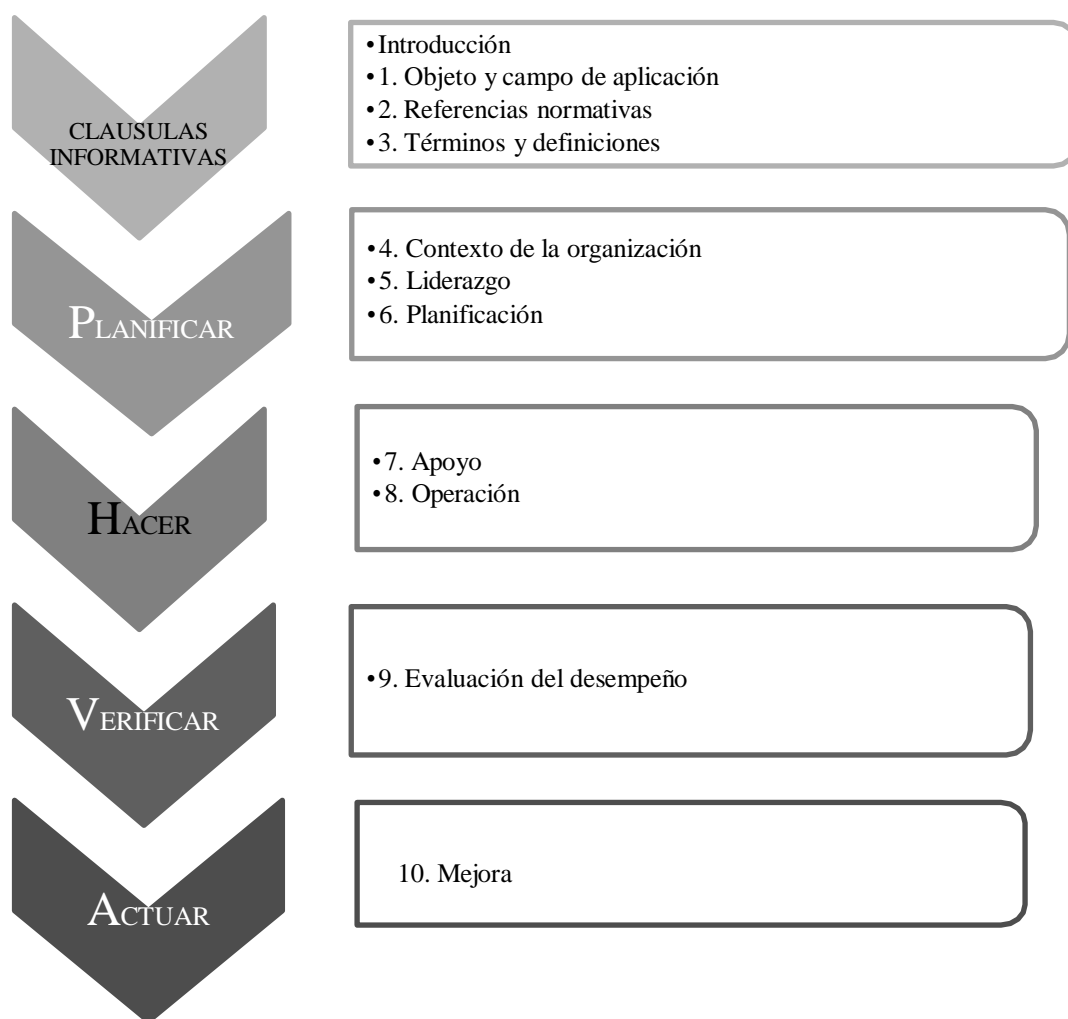 CLAUSULAS
INFORMATIVAS
•Introducción
•1. Objeto y campo de aplicación
•2. Referencias normativas
•3. Términos y definiciones
PLANIFICAR
•4. Contexto de la organización
•5. Liderazgo
•6. Planificación
HACER
•7. Apoyo
•8. Operación
VERIFICAR
•9. Evaluación del desempeño
ACTUAR
10. Mejora